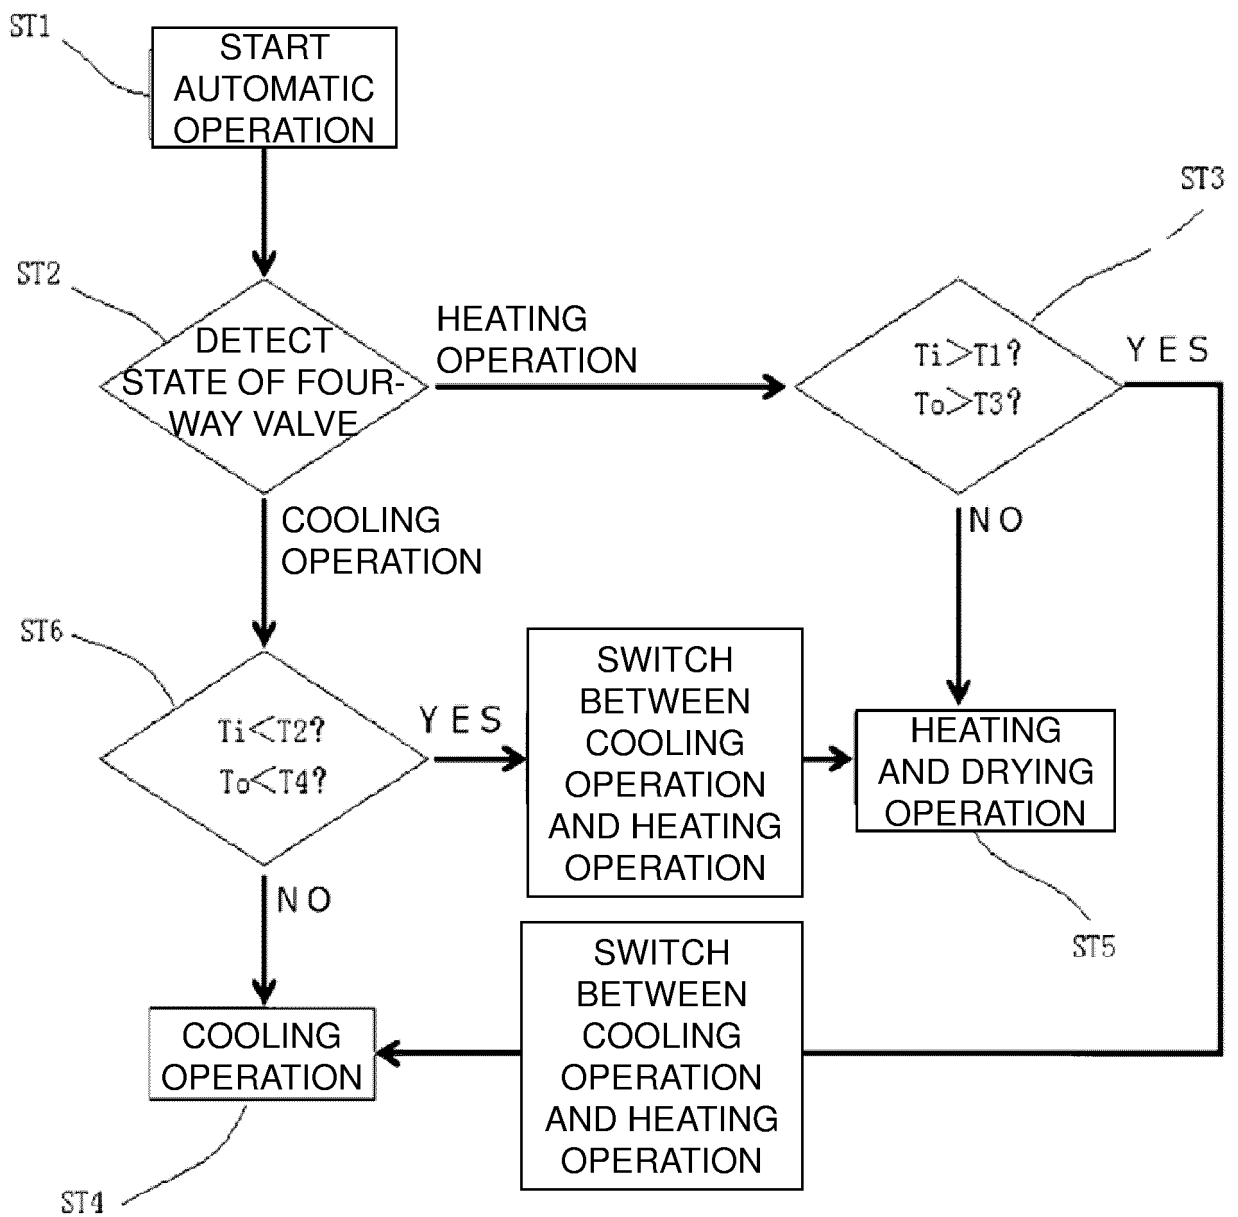 ST1
START
AUTOMATIC
OPERATION
ST3
ST2
DETECT
STATE OF FOUR-
WAY VALVE
HEATING
OPERATION
Ti>T1?
To>T3?
YES
COOLING
OPERATION
NO
ST6
Ti<T2?
To<T4?
YES
SWITCH
BETWEEN
COOLING
OPERATION
AND HEATING
OPERATION
HEATING
AND DRYING
OPERATION
NO
ST5
COOLING
OPERATION
SWITCH
BETWEEN
COOLING
OPERATION
AND HEATING
OPERATION
ST4